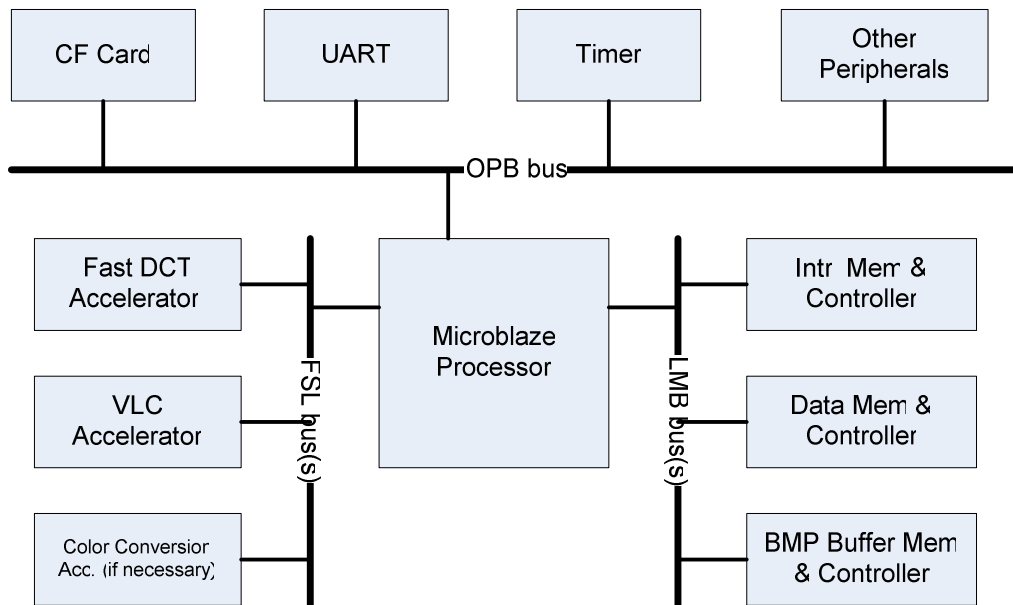 CF Card
UART
Timer
Other
Peripherals
OPB bus
Fast DCT
Accelerator
Microblaze
Processor
Intr Mem &
Controller
VLC
Accelerator
FSL bus(s)
LMB bus(s)
Data Mem &
Controller
Color Conversion
Acc. (if necessary)
BMP Buffer Mem
& Controller